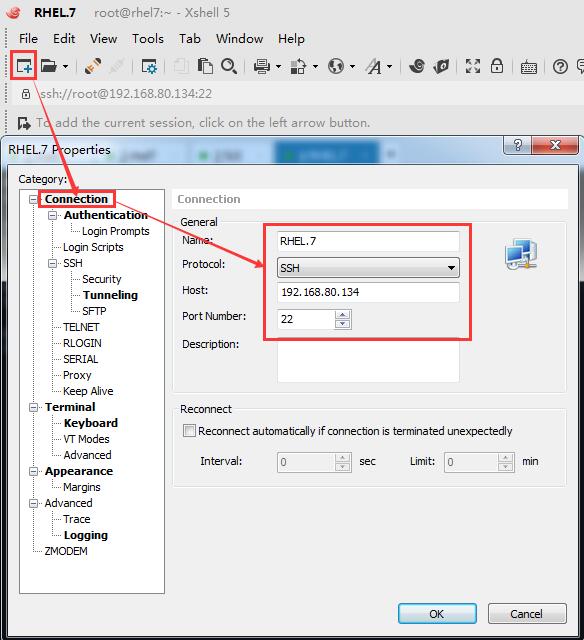 RHEL.7 root@rhel7:~ - Xshell 5
File Edit View Tools Tab Window Help
ssh://root@192.168.80.134:22
To add the current session, click on the left arrow button.
RHEL.7 Properties
Category:
Connection
Authentication
Login Prompts
Login Scripts
SSH
Security
Tunneling
SFTP
TELNET
RLOGIN
SERIAL
Proxy
Keep Alive
Terminal
Keyboard
VT Modes
Advanced
Appearance
Margins
Advanced
Trace
Logging
ZMODEM
Connection
General
Name: RHEL.7
Protocol: SSH
Host: 192.168.80.134
Port Number: 22
Description:
Reconnect
Reconnect automatically if connection is terminated unexpectedly
Interval: 0 sec Limit: 0 min
OK Cancel